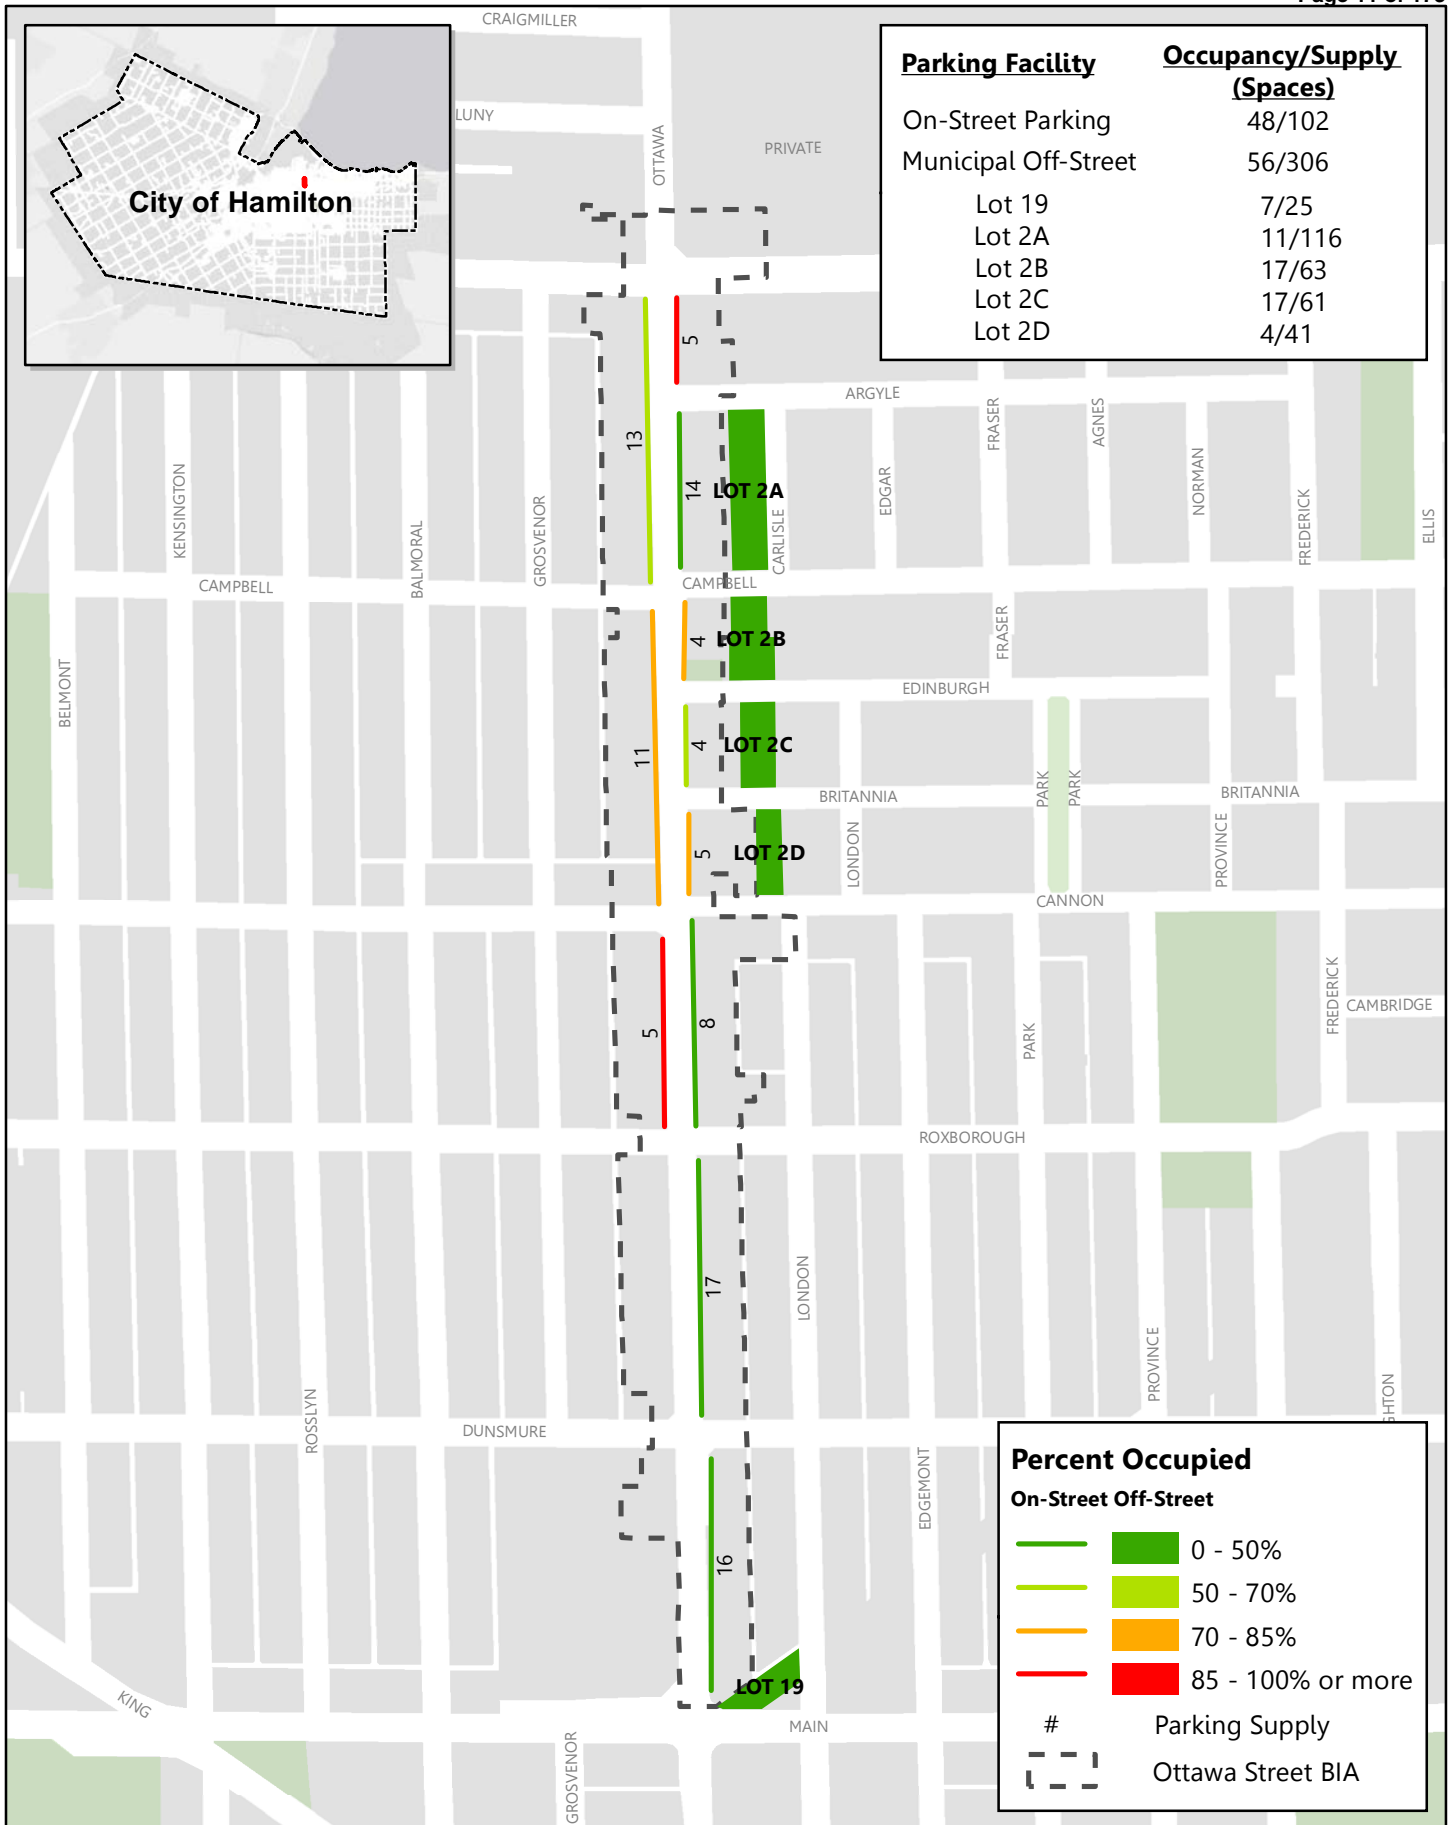 CRAIGMILLER
City of Hamilton
LUNY
OTTAWA
PRIVATE
Parking Facility
Occupancy/Supply
(Spaces)
On-Street Parking 48/102
Municipal Off-Street 56/306
Lot 19 7/25
Lot 2A 11/116
Lot 2B 17/63
Lot 2C 17/61
Lot 2D 4/41
5
ARGYLE
13
14
LOT 2A
CARLISLE
EDGAR
FRASER
AGNES
NORMAN
FREDERICK
ELLIS
KENSINGTON
BALMORAL
GROSVENOR
CAMPBELL
CAMPBELL
4
LOT 2B
FRASER
BELMONT
EDINBURGH
11
4
LOT 2C
PARK
PARK
BRITANNIA
BRITANNIA
5
LOT 2D
LONDON
PROVINCE
CANNON
5
8
PARK
FREDERICK
CAMBRIDGE
ROXBOROUGH
17
LONDON
PROVINCE
ROSSLYN
DUNSMURE
EDGEMONT
GHTON
16
LOT 19
KING
MAIN
GROSVENOR
Percent Occupied
On-Street Off-Street
0 - 50%
50 - 70%
70 - 85%
85 - 100% or more
# Parking Supply
Ottawa Street BIA